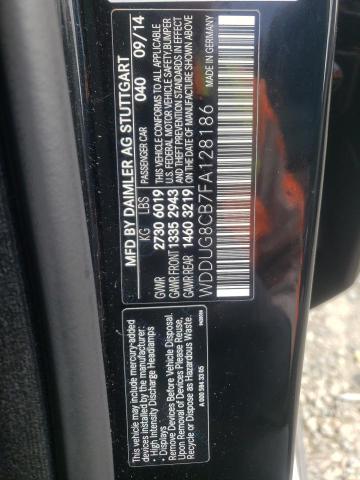 MFD BY DAIMLER AG STUTTGART
PASSENGER CAR 040 09/14
KG LBS
GVWR 2730 6019
GAWR FRONT 1335 2943
GAWR REAR 1460 3219
THIS VEHICLE CONFORMS TO ALL APPLICABLE
U.S. FEDERAL MOTOR VEHICLE SAFETY/BUMPER
AND THEFT PREVENTION STANDARDS IN EFFECT
ON THE DATE OF MANUFACTURE SHOWN ABOVE
MADE IN GERMANY
WDDUG8CB7FA128186
This vehicle may include mercury-added
devices installed by the manufacturer:
- High Intensity Discharge Headlamps
- Displays
Remove Devices Before Vehicle Disposal.
Upon Removal of Devices Please Reuse,
Recycle or Dispose as Hazardous Waste.
A 000 584 33 05